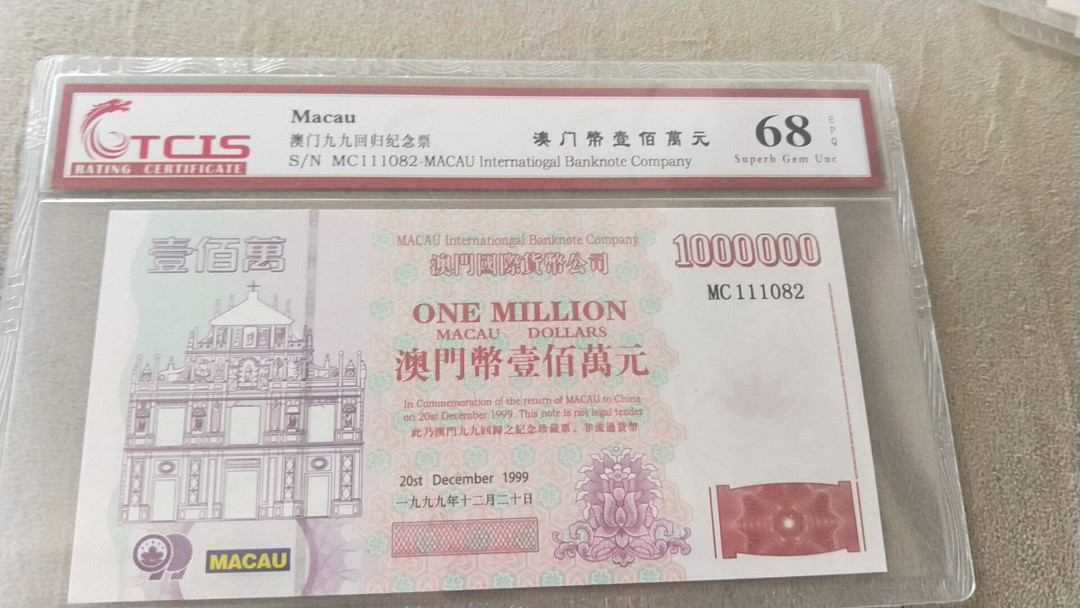 TCIS
RATING CERTIFICATE
Macau
澳门九九回归纪念票
S/N MC111082-MACAU Internatiogal Banknote Company
澳门幣壹佰萬元
68
EPQ
Superb Gem Unc
壹佰萬
MACAU Internationgal Banknote Company
澳門國際貨幣公司
1000000
MC111082
ONE MILLION
MACAU DOLLARS
澳門幣壹佰萬元
In Commemoration of the return of MACAU to China
on 20st December 1999. This note is not legal tender
此乃澳門九九回歸之紀念珍藏票，非流通貨幣
20st December 1999
一九九九年十二月二十日
99
MACAU